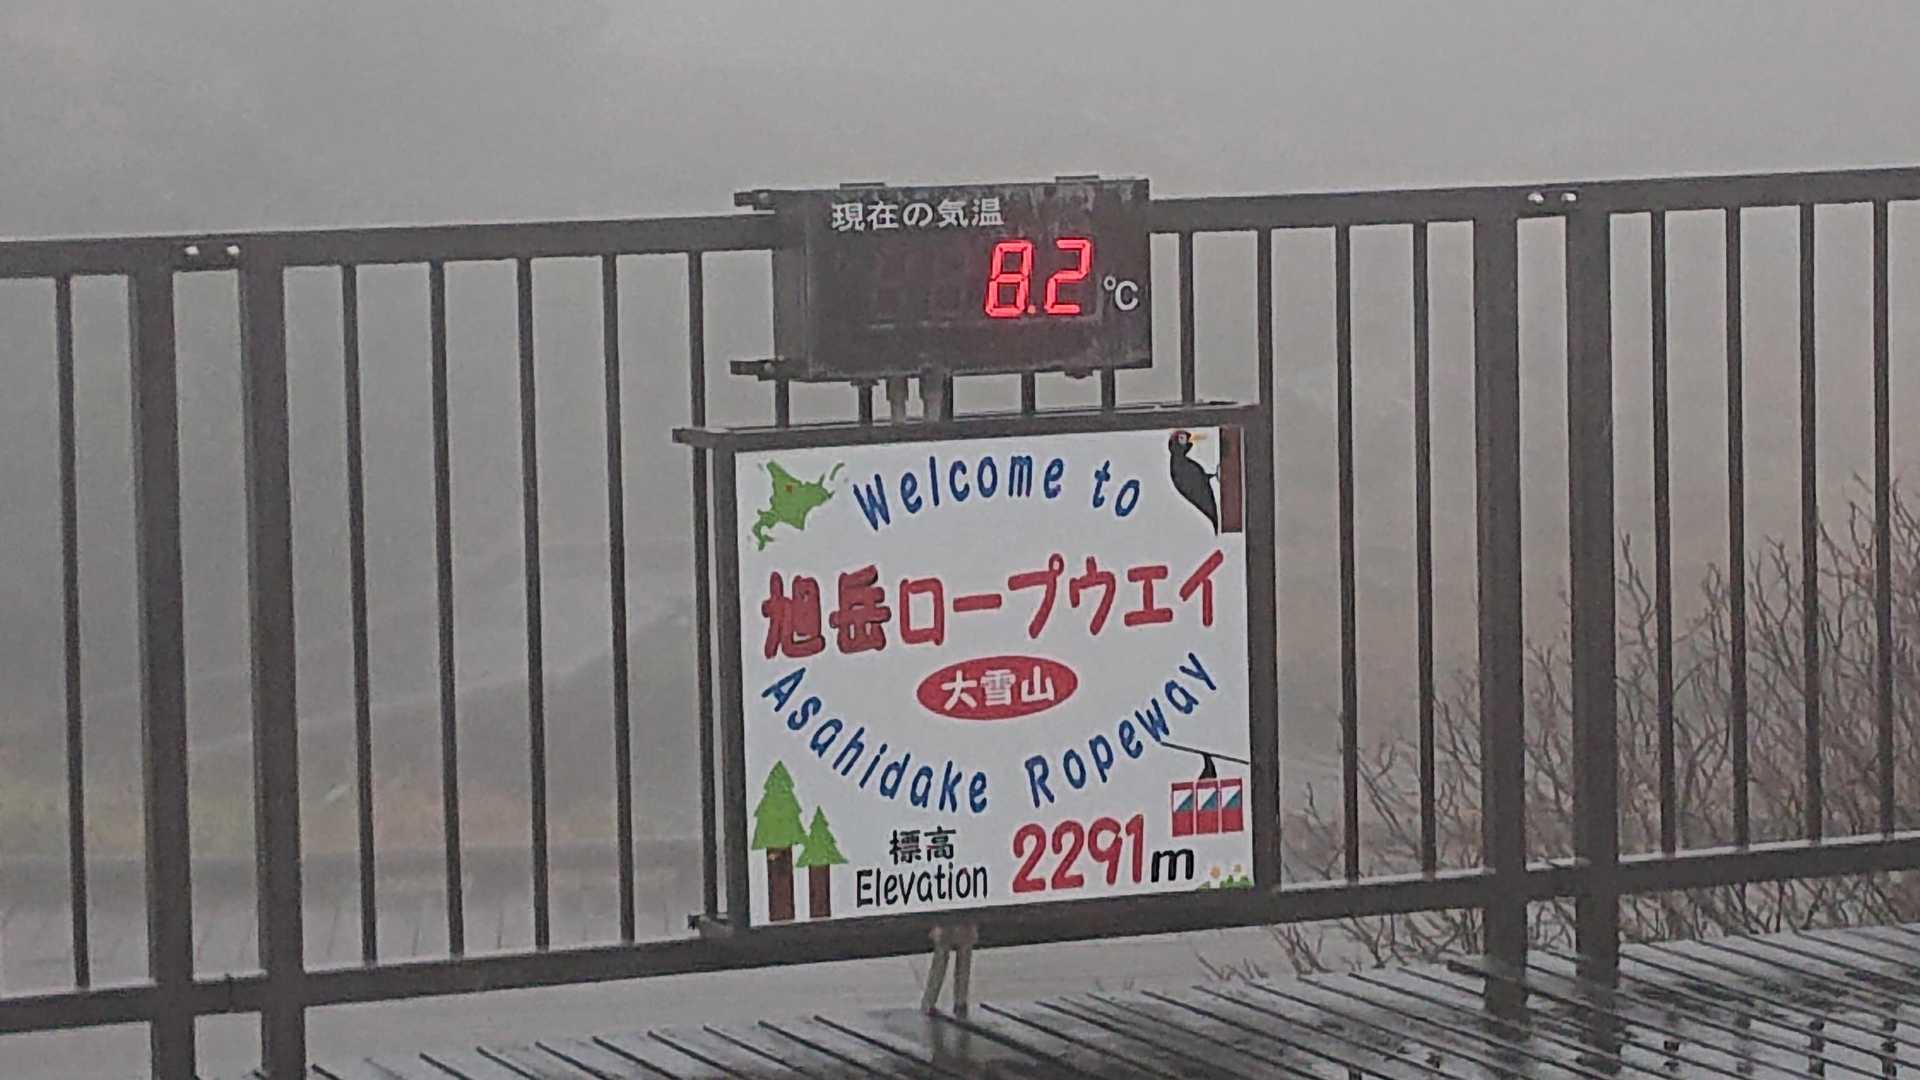 現在の気温
8.2℃
Welcome to
旭岳ロープウエイ
大雪山
Asahidake Ropeway
標高
Elevation 2291m